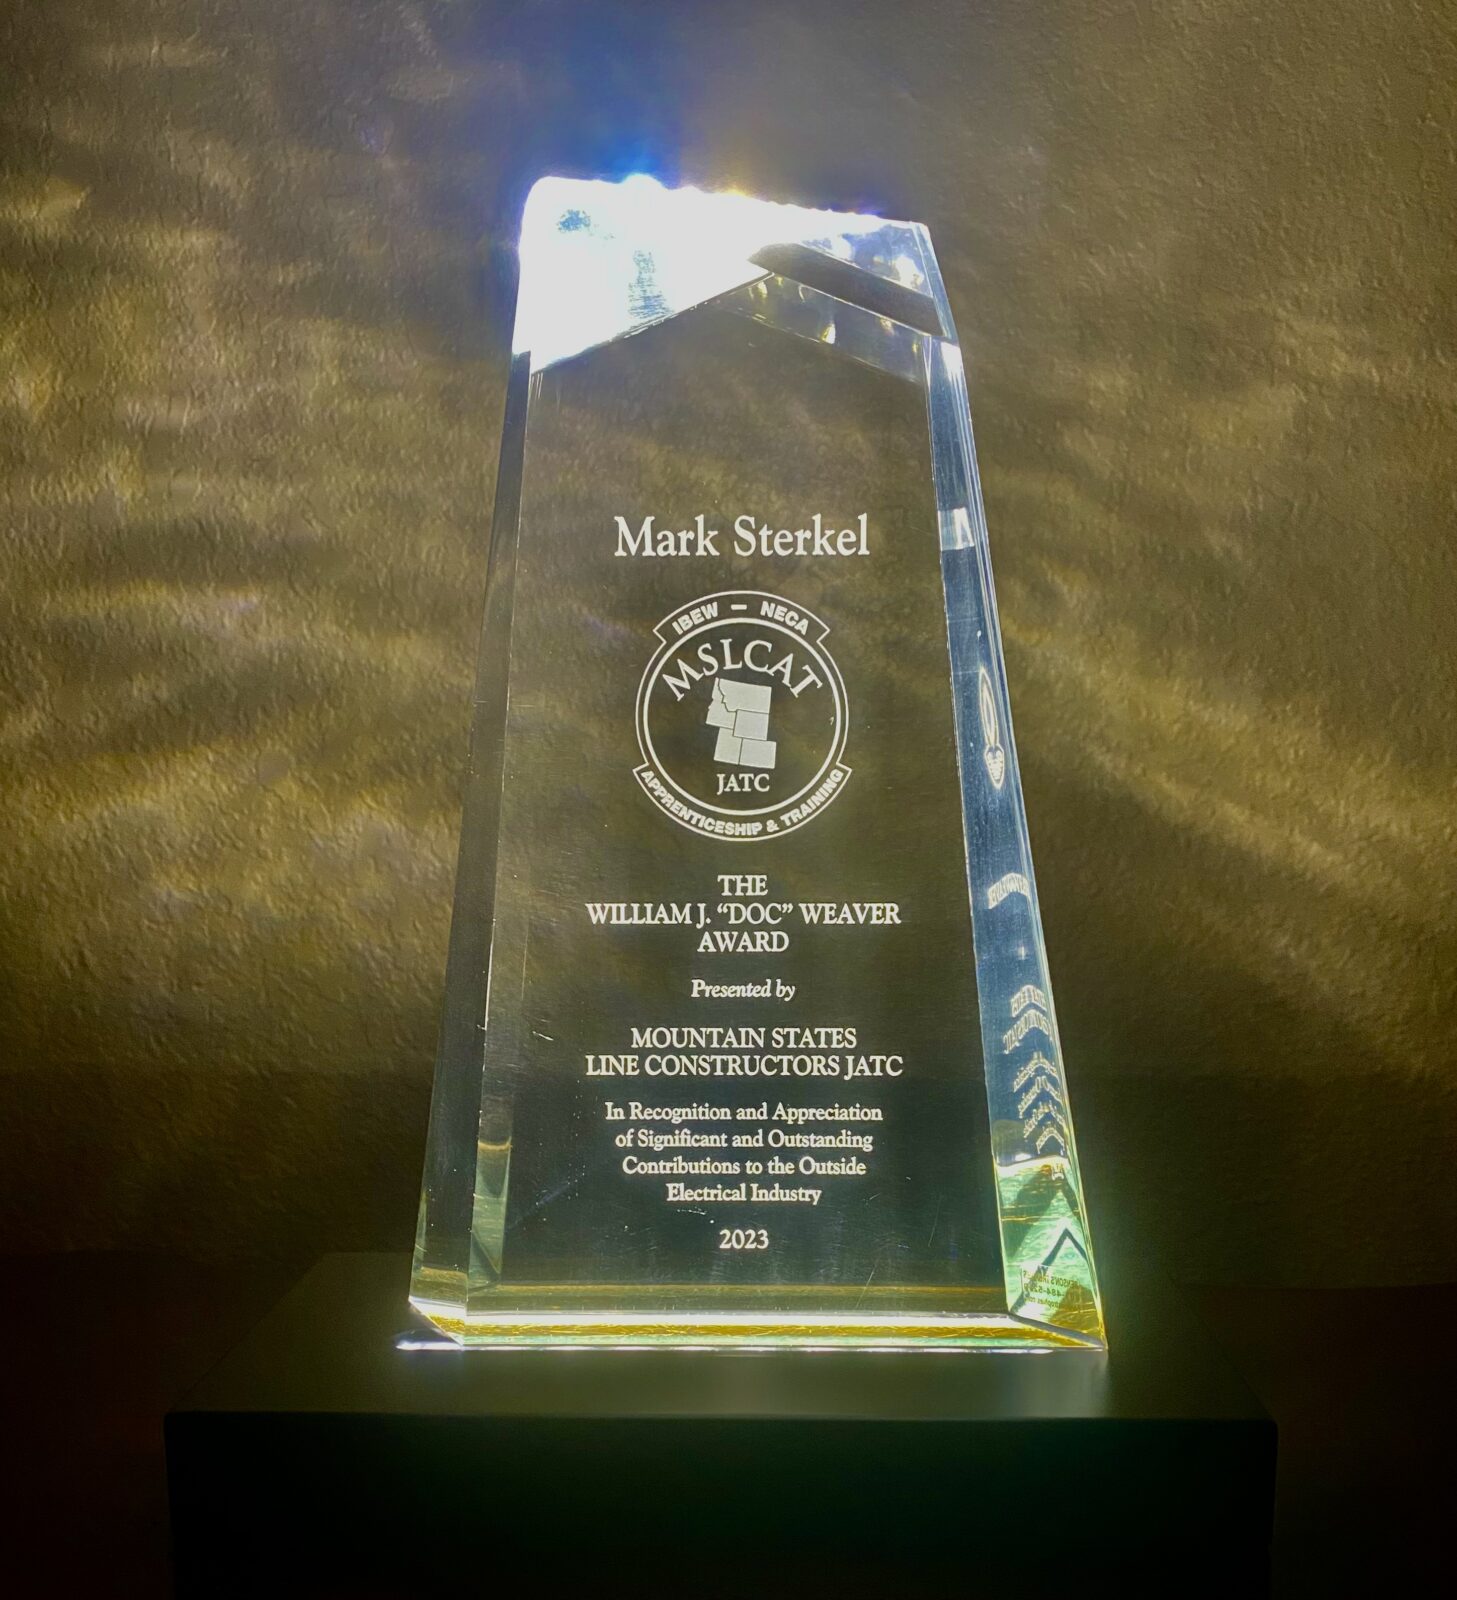 Mark Sterkel
IBEW – NECA
MSLCAT
JATC
APPRENTICESHIP & TRAINING
THE
WILLIAM J. “DOC” WEAVER
AWARD
Presented by
MOUNTAIN STATES
LINE CONSTRUCTORS JATC
In Recognition and Appreciation
of Significant and Outstanding
Contributions to the Outside
Electrical Industry
2023